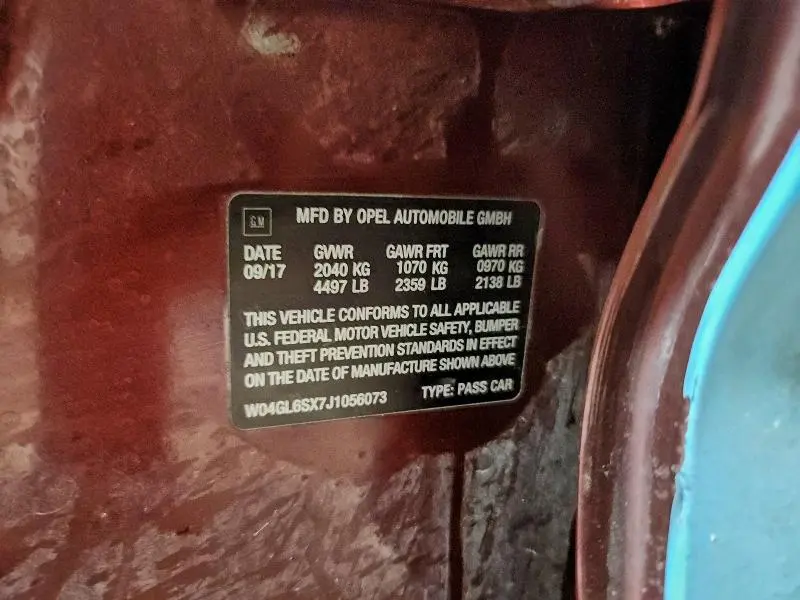 GM MFD BY OPEL AUTOMOBILE GMBH
DATE GVWR GAWR FRT GAWR RR
09/17 2040 KG 1070 KG 0970 KG
4497 LB 2359 LB 2138 LB
THIS VEHICLE CONFORMS TO ALL APPLICABLE
U.S. FEDERAL MOTOR VEHICLE SAFETY, BUMPER
AND THEFT PREVENTION STANDARDS IN EFFECT
ON THE DATE OF MANUFACTURE SHOWN ABOVE
W04GL6SX7J1056073 TYPE: PASS CAR